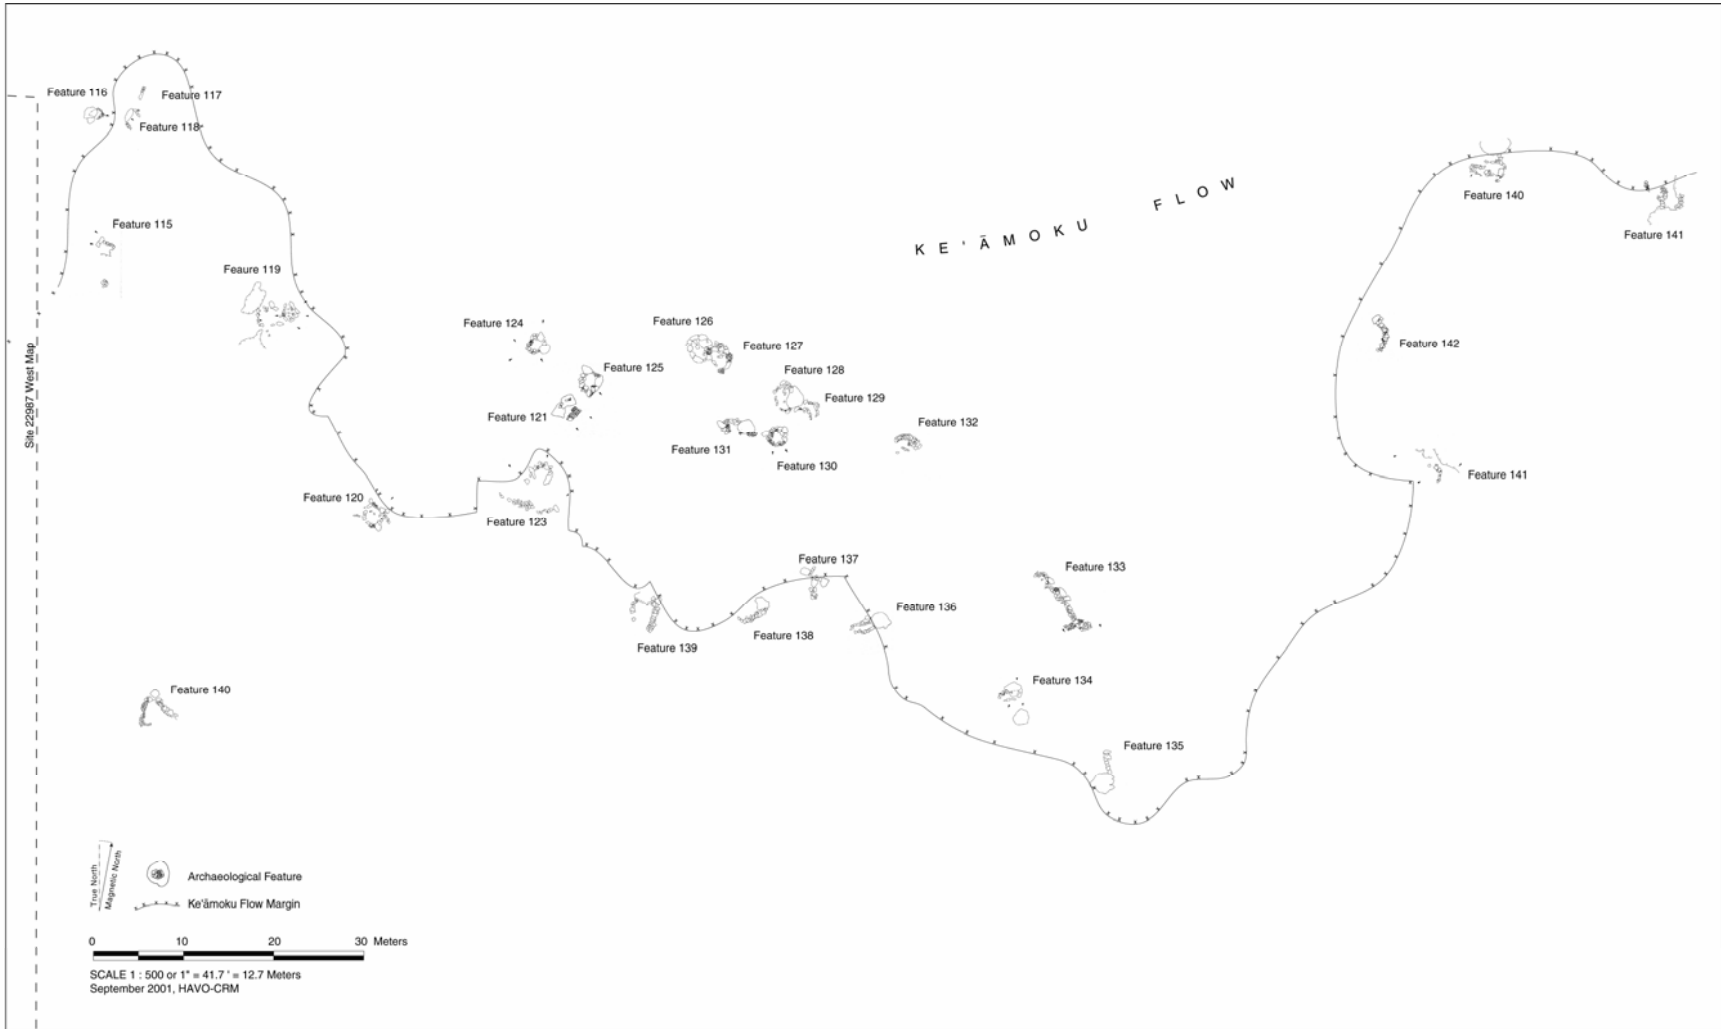 Feature 116
Feature 117
Feature 118
Feature 115
Feaure 119
KE'ĀMOKU FLOW
Feature 140
Feature 141
Feature 124
Feature 126
Feature 127
Feature 142
Feature 125
Feature 128
Feature 129
Feature 121
Feature 132
Feature 131
Feature 130
Site 22987 West Map
Feature 141
Feature 120
Feature 123
Feature 137
Feature 133
Feature 136
Feature 138
Feature 139
Feature 134
Feature 140
Feature 135
True North
Magnetic North
Archaeological Feature
Ke'āmoku Flow Margin
0 10 20 30 Meters
SCALE 1 : 500 or 1" = 41.7 ' = 12.7 Meters
September 2001, HAVO-CRM